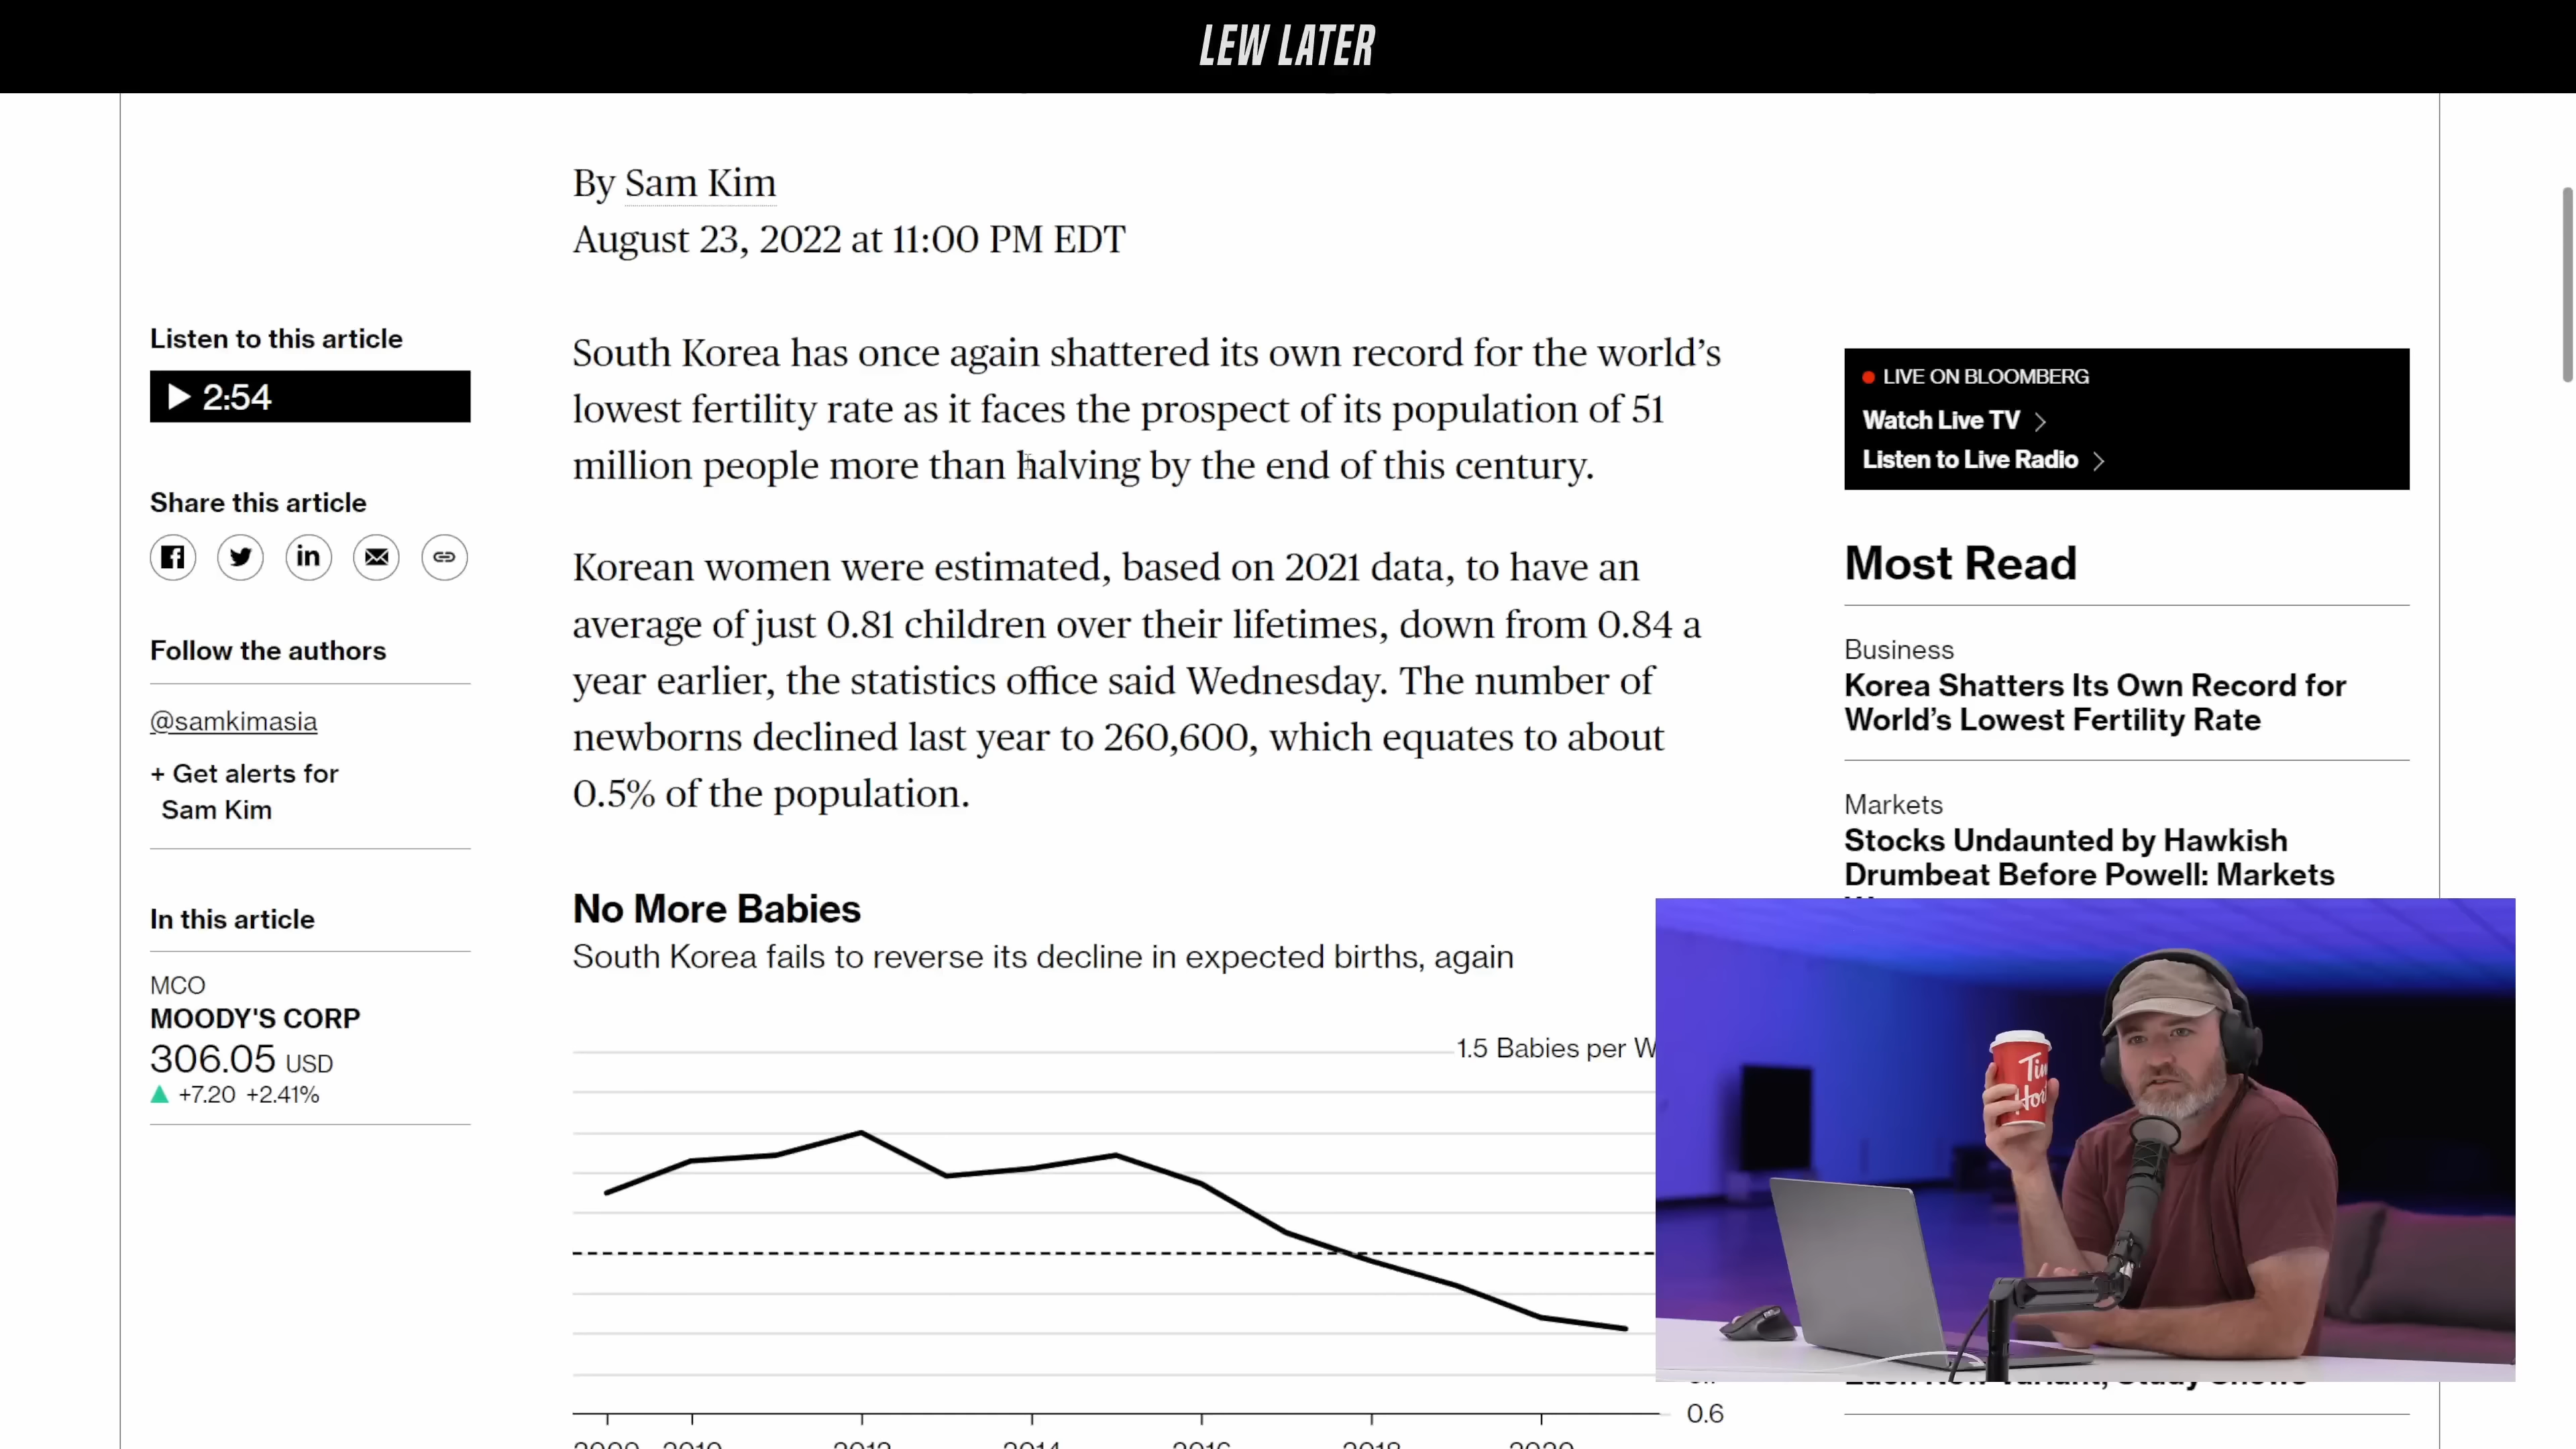 LEW LATER
By Sam Kim
August 23, 2022 at 11:00 PM EDT
Listen to this article
2:54
Share this article
Follow the authors
@samkimasia
+ Get alerts for
Sam Kim
In this article
MCO
MOODY'S CORP
306.05 USD
+7.20 +2.41%
South Korea has once again shattered its own record for the world's
lowest fertility rate as it faces the prospect of its population of 51
million people more than halving by the end of this century.
Korean women were estimated, based on 2021 data, to have an
average of just 0.81 children over their lifetimes, down from 0.84 a
year earlier, the statistics office said Wednesday. The number of
newborns declined last year to 260,600, which equates to about
0.5% of the population.
No More Babies
South Korea fails to reverse its decline in expected births, again
1.5 Babies per W
0.6
2009 2010 2012 2014 2016 2018 2020
LIVE ON BLOOMBERG
Watch Live TV
Listen to Live Radio
Most Read
Business
Korea Shatters Its Own Record for
World's Lowest Fertility Rate
Markets
Stocks Undaunted by Hawkish
Drumbeat Before Powell: Markets
Tim
Hor